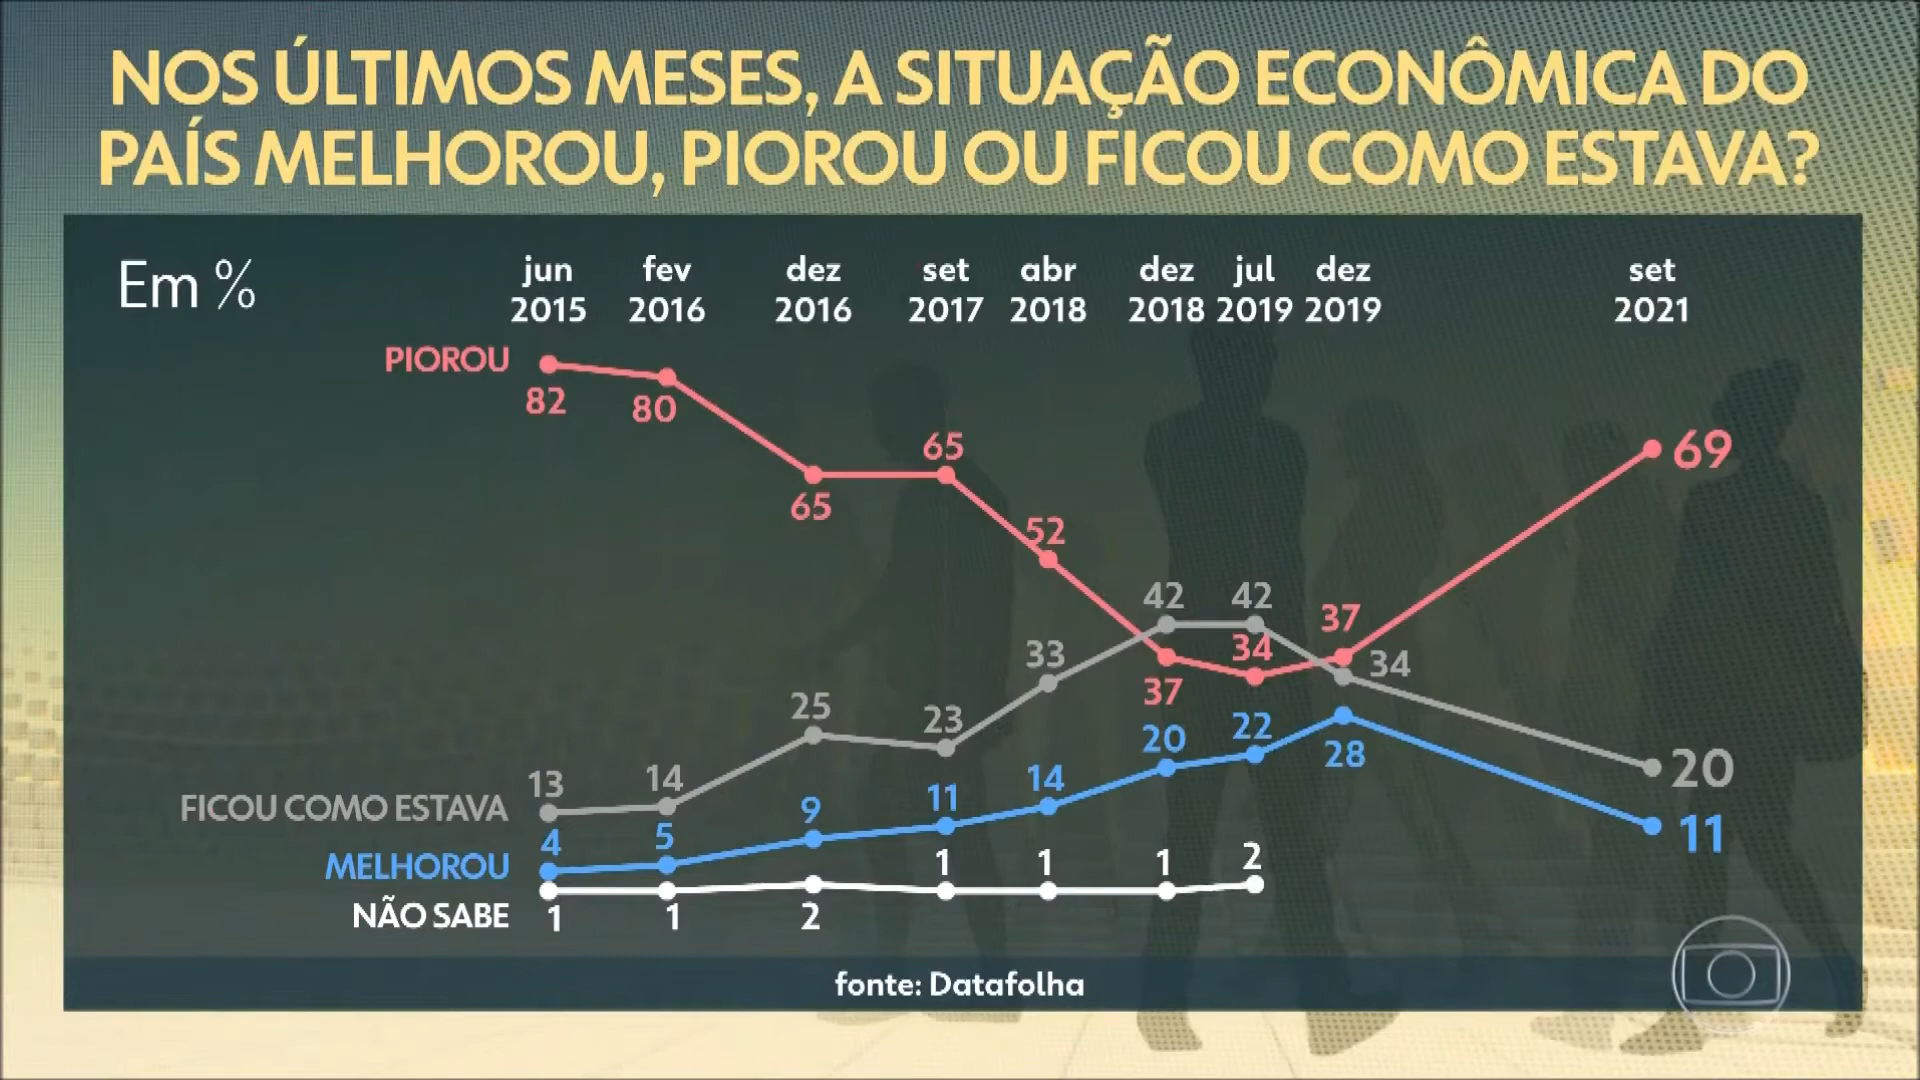 NOS ÚLTIMOS MESES, A SITUAÇÃO ECONÔMICA DO
PAÍS MELHOROU, PIOROU OU FICOU COMO ESTAVA?
Em %
jun fev dez set abr dez jul dez set
2015 2016 2016 2017 2018 2018 2019 2019 2021
PIOROU
82 80 65 65 52 37 34 37 69
FICOU COMO ESTAVA
13 14 25 23 33 42 42 34 20
MELHOROU
4 5 9 11 14 20 22 28 11
NÃO SABE
1 1 2 1 1 1 2
fonte: Datafolha